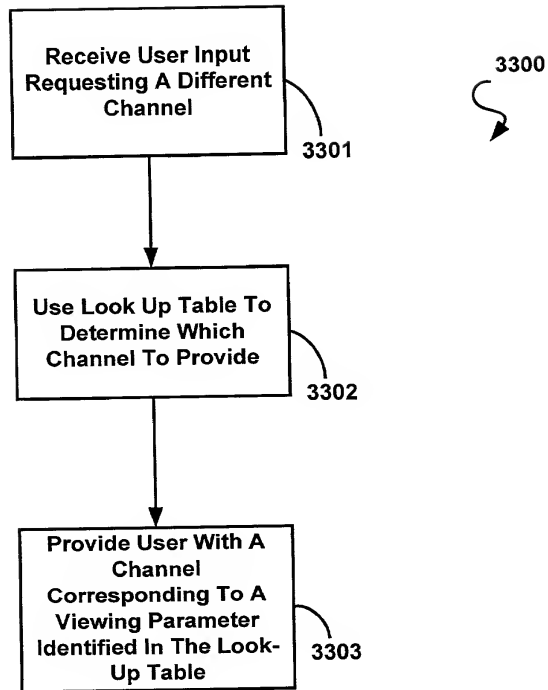 Receive User Input
Requesting A Different
Channel
3300
3301
Use Look Up Table To
Determine Which
Channel To Provide
3302
Provide User With A
Channel
Corresponding To A
Viewing Parameter
Identified In The Look-
Up Table
3303